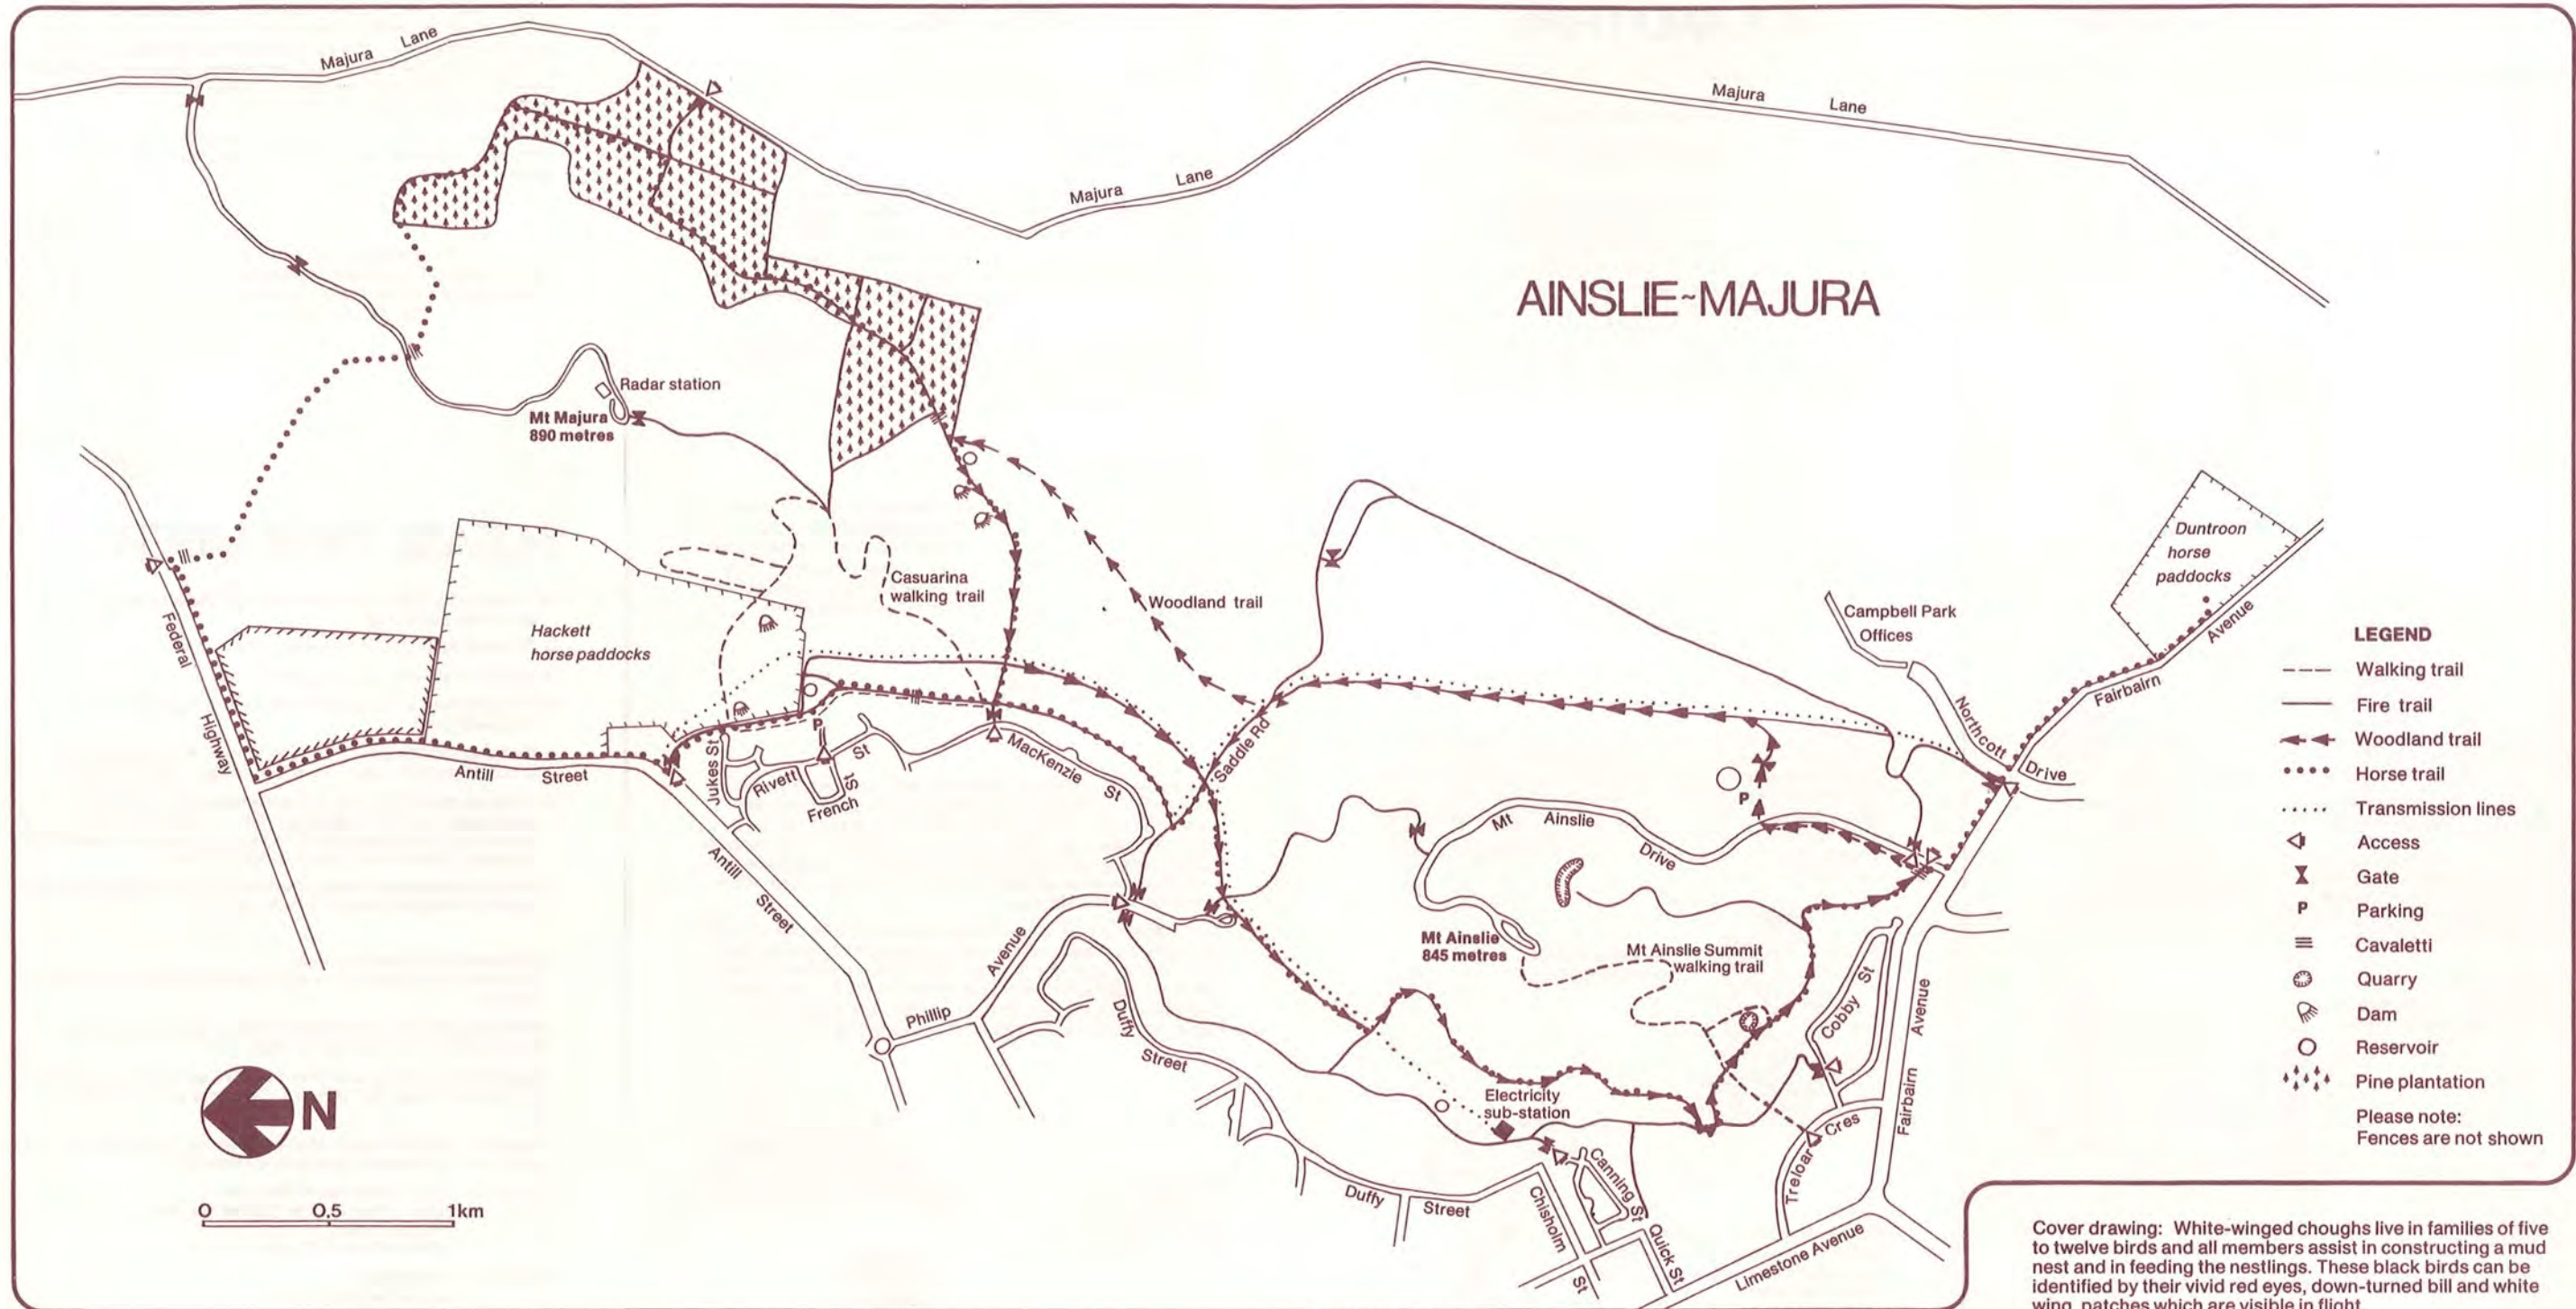 Majura Lane
Majura Lane
Majura Lane
AINSLIE~MAJURA
Radar station
Mt Majura
890 metres
Casuarina
walking trail
Woodland trail
Hackett
horse paddocks
Duntroon
horse
paddocks
Campbell Park
Offices
Northcott
Drive
Fairbairn
Avenue
Federal
Highway
Antill Street
Jukes St
Rivett St
French St
P
MacKenzie
St
Saddle Rd
Antill
Street
Phillip
Avenue
Duffy
Street
Mt Ainslie
Drive
P
Mt Ainslie
845 metres
Mt Ainslie Summit
walking trail
Electricity
sub-station
Cobby St
Fairbairn
Avenue
Treloar Cres
Canning St
Quick St
Chisholm
St
Duffy
Street
Limestone Avenue
N
0 0,5 1km
LEGEND
Walking trail
Fire trail
Woodland trail
Horse trail
Transmission lines
Access
Gate
P Parking
Cavaletti
Quarry
Dam
Reservoir
Pine plantation
Please note:
Fences are not shown
Cover drawing: White-winged choughs live in families of five
to twelve birds and all members assist in constructing a mud
nest and in feeding the nestlings. These black birds can be
identified by their vivid red eyes, down-turned bill and white
wing patches which are visible in flight